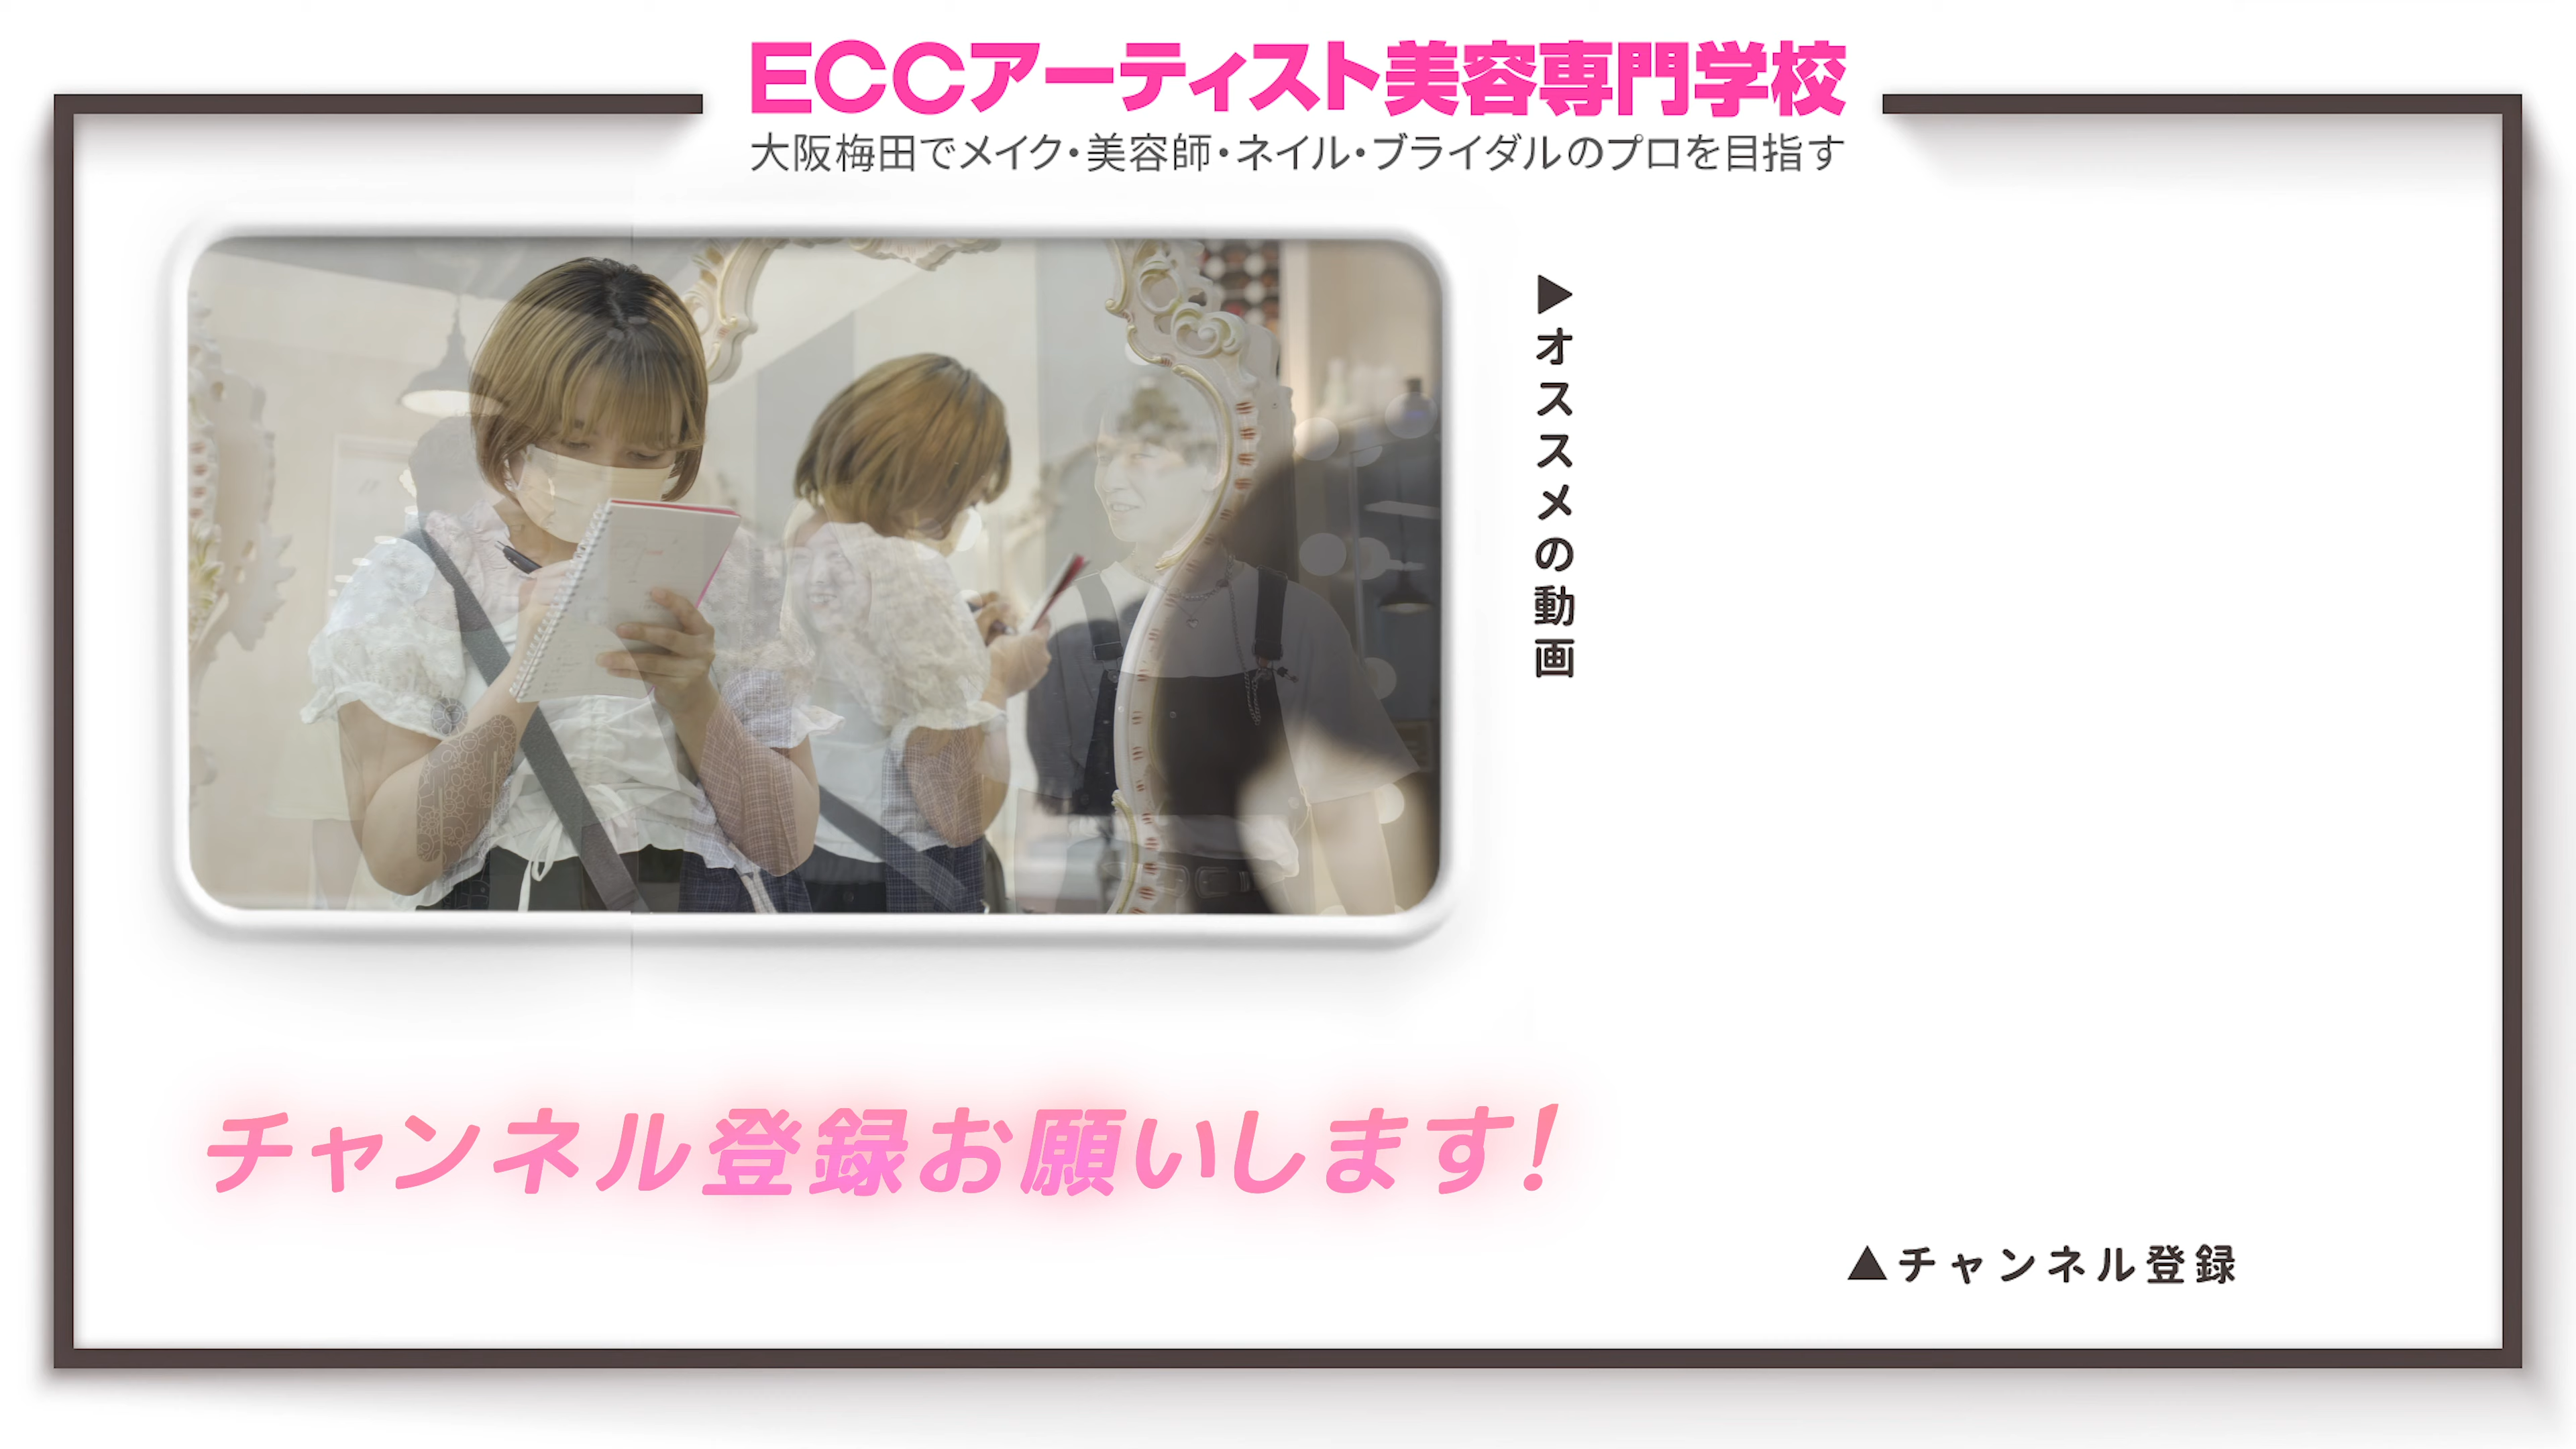 ECCアーティスト美容専門学校
大阪梅田でメイク・美容師・ネイル・ブライダルのプロを目指す
▶オススメの動画
チャンネル登録お願いします!
▲チャンネル登録